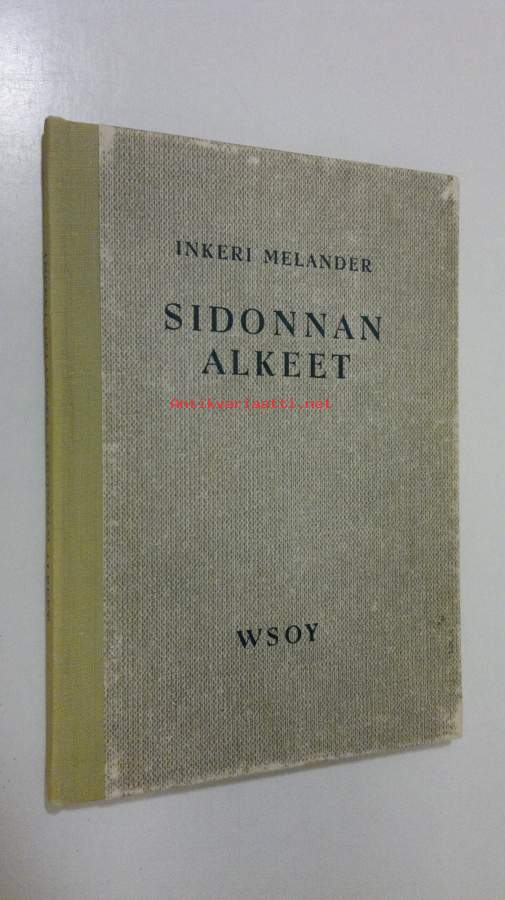 INKERI MELANDER
SIDONNAN
ALKEET
Antikvariaatti.net
WSOY